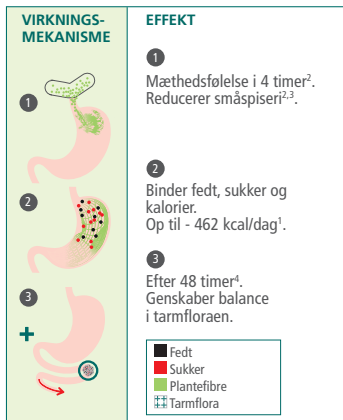 VIRKNINGS-
MEKANISME
EFFEKT
1
1
Mæthedsfølelse i 4 timer².
Reducerer småspiseri²,³.
2
2
Binder fedt, sukker og
kalorier.
Op til - 462 kcal/dag¹.
3
3
Efter 48 timer⁴.
Genskaber balance
i tarmfloraen.
+
Fedt
Sukker
Plantefibre
Tarmflora